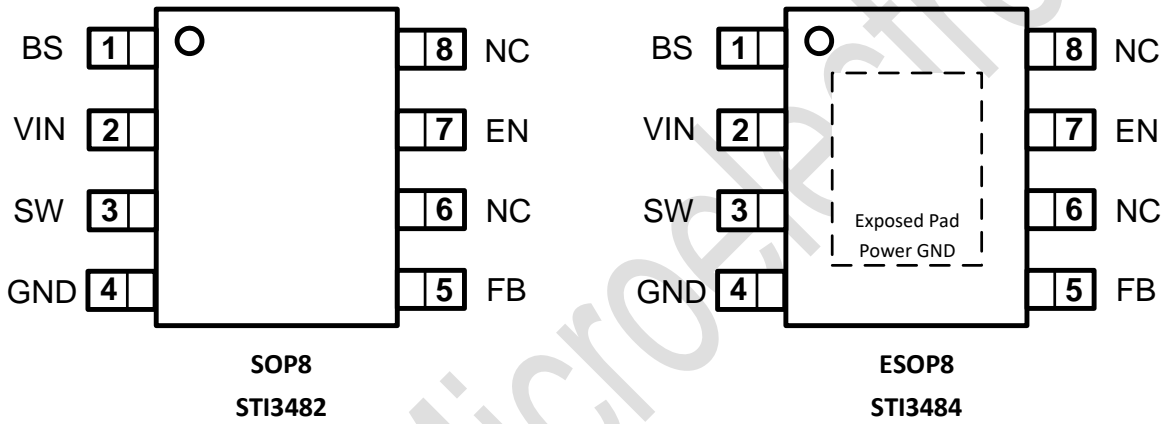 BS 1 8 NC
VIN 2 7 EN
SW 3 6 NC
GND 4 5 FB
SOP8
STI3482
BS 1 8 NC
VIN 2 7 EN
SW 3 6 NC
GND 4 5 FB
Exposed Pad
Power GND
ESOP8
STI3484